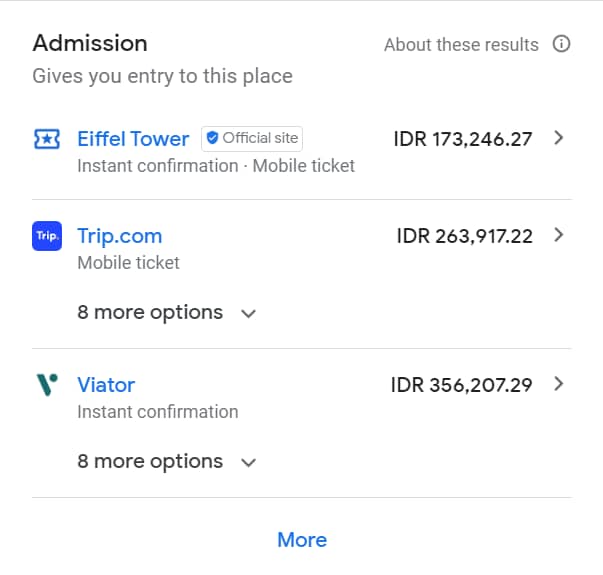 Admission
About these results
Gives you entry to this place
Eiffel Tower Official site IDR 173,246.27
Instant confirmation · Mobile ticket
Trip. Trip.com IDR 263,917.22
Mobile ticket
8 more options
Viator IDR 356,207.29
Instant confirmation
8 more options
More